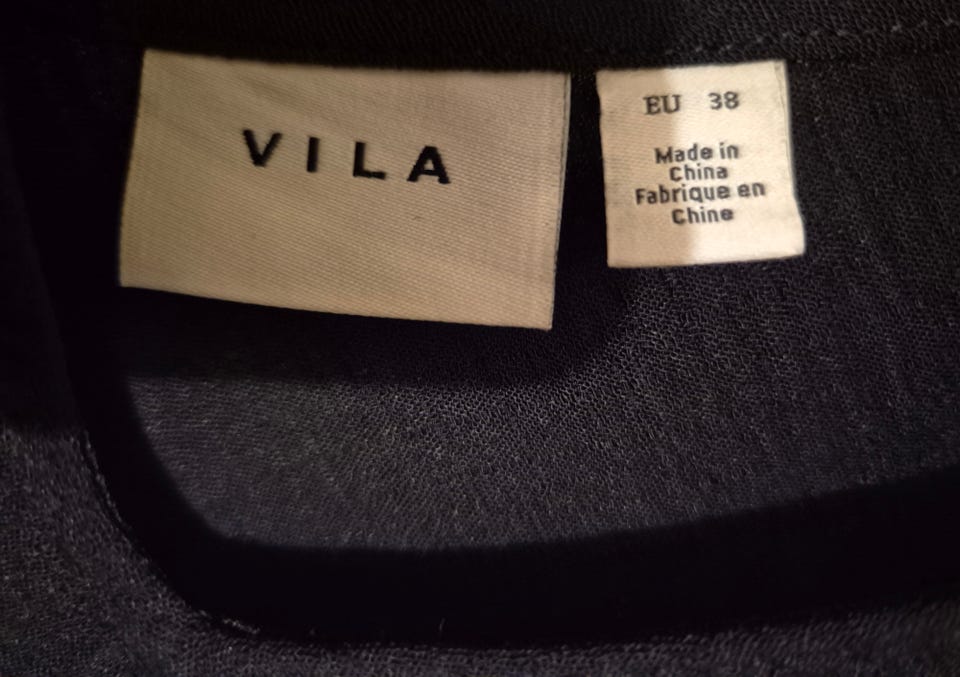 VILA
EU 38
Made in
China
Fabrique en
Chine